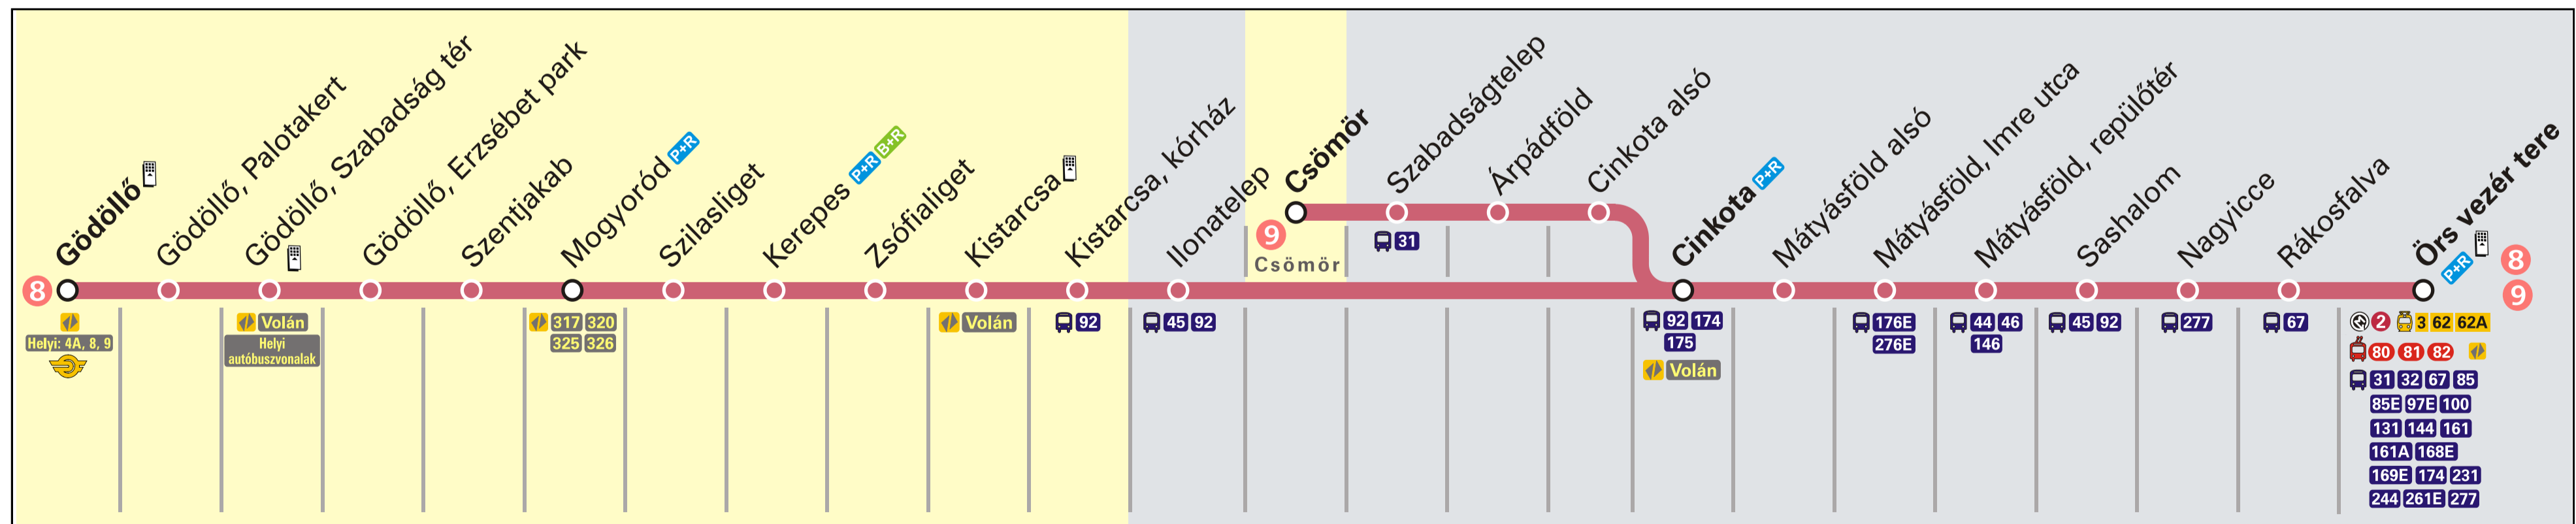 Gödöllő
Gödöllő, Palotakert
Gödöllő, Szabadság tér
Gödöllő, Erzsébet park
Szentjakab
Mogyoród P+R
Szilasliget
Kerepes P+R B+R
Zsófialiget
Kistarcsa
Kistarcsa, kórház
Ilonatelep
Csömör
Szabadságtelep
Árpádföld
Cinkota alsó
Cinkota P+R
Mátyásföld alsó
Mátyásföld, Imre utca
Mátyásföld, repülőtér
Sashalom
Nagyicce
Rákosfalva
Örs vezér tere
P+R
8
9
8
9
Csömör
31
Helyi: 4A, 8, 9
Volán
Helyi
autóbuszvonalak
317 320
325 326
Volán
92
45 92
92 174
175
Volán
176E
276E
44 46
146
45 92
277
67
2 3 62 62A
80 81 82
31 32 67 85
85E 97E 100
131 144 161
161A 168E
169E 174 231
244 261E 277